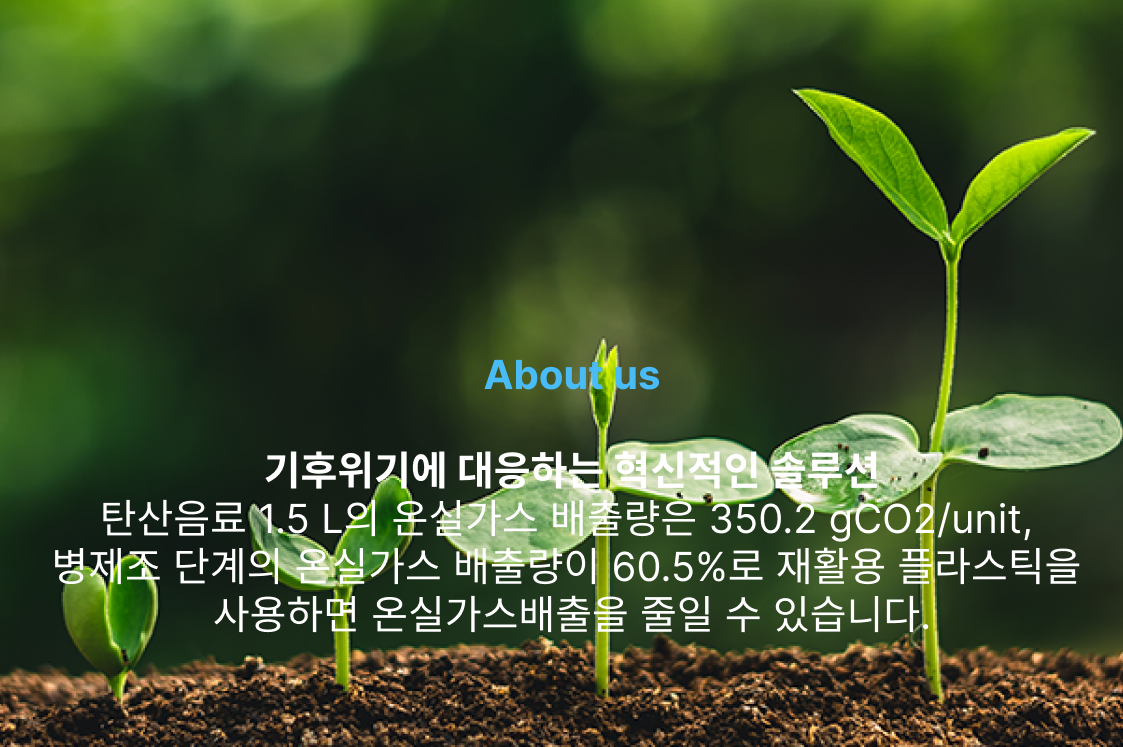 About us
기후위기에 대응하는 혁신적인 솔루션
탄산음료 1.5 L의 온실가스 배출량은 350.2 gCO2/unit,
병제조 단계의 온실가스 배출량이 60.5%로 재활용 플라스틱을
사용하면 온실가스배출을 줄일 수 있습니다.